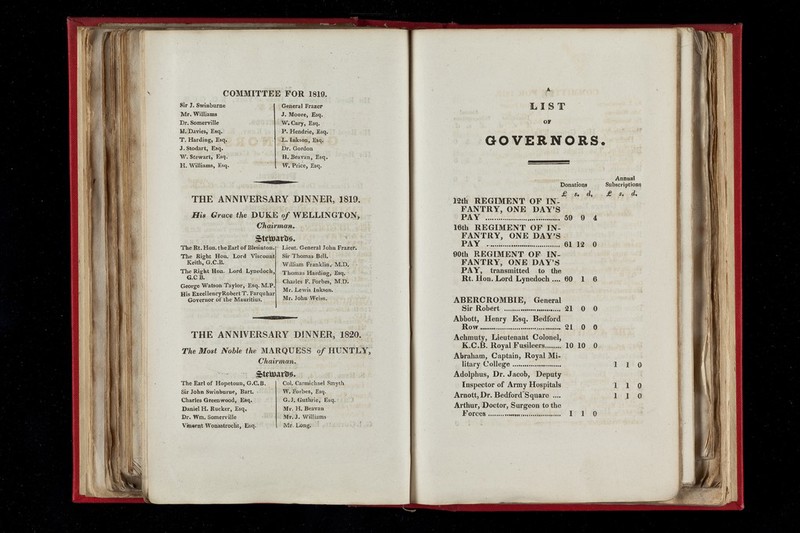 COMMITTEE FOR 1819.
Sir J. Swinburne
Mr. Williams
Dr. Somerville
M. Davies, Esq.
T. Harding, Esq.
J. Stodart, Esq.
W. Stewart, Esq.
H. Williams, Esq.
General Frazer
J. Moore, Esq.
W. Cary, Esq.
P. Hendrie, Esq.
L. Inkson, Esq.
Dr. Gordon
H. Beavan, Esq.
W. Price, Esq.
THE ANNIVERSARY DINNER, 1819.
His Grace the DUKE of WELLINGTON,
Chairman.
Stewards.
The Rt. Hon. the Earl of Blesinton.
The Right Hon. Lord Viscount
Keith, G.C.B.
The Right Hon. Lord Lynedoch,
G.C.B.
George Watson Taylor, Esq. M.P.
His Excellency Robert T. Farquhar
Governor of the Mauritius.
Lieut. General John Frazer.
Sir Thomas Bell.
William Franklin, M.D.
Thomas Harding, Esq.
Charles F. Forbes, M.D.
Mr. Lewis Inkson.
Mr. John Weiss.
THE ANNIVERSARY DINNER, 1820.
The Most Noble the MARQUESS of HUNTLY,
Chairman.
Stewards.
The Earl of Hopetoun, G.C.B.
Sir John Swinburne, Bart.
Charles Greenwood, Esq.
Daniel H. Rucker, Esq.
Dr. Wm. Somerville
Vincent Wonastrocht, Esq.
Col. Carmichael Smyth
W. Forbes, Esq.
G. J. Guthrie, Esq.
Mr. H. Beavan
Mr. J. Williams
Mr. Long.
A
LIST
OF
GOVERNORS.
Annual
Donations Subscriptions
£ s. d. £ s. d.
12th REGIMENT OF IN-
FANTRY, ONE DAY'S
PAY .......................... 59 9 4
16th REGIMENT OF IN-
FANTRY, ONE DAY'S
PAY .......................... 61 12 0
90th REGIMENT OF IN-
FANTRY, ONE DAY'S
PAY, transmitted to the
Rt. Hon. Lord Lynedoch .... 60 1 6
ABERCROMBIE, General
Sir Robert .................... 21 0 0
Abbott, Henry Esq. Bedford
Row............................ 21 0 0
Achmuty, Lieutenant Colonel,
K.C.B. Royal Fusileers........ 10 10 0
Abraham, Captain, Royal Mi-
litary College .................. 1 1 0
Adolphus, Dr. Jacob, Deputy
Inspector of Army Hospitals 1 1 0
Arnott, Dr. Bedford Square .... 1 1 0
Arthur, Doctor, Surgeon to the
Forces ........................ 1 1 0